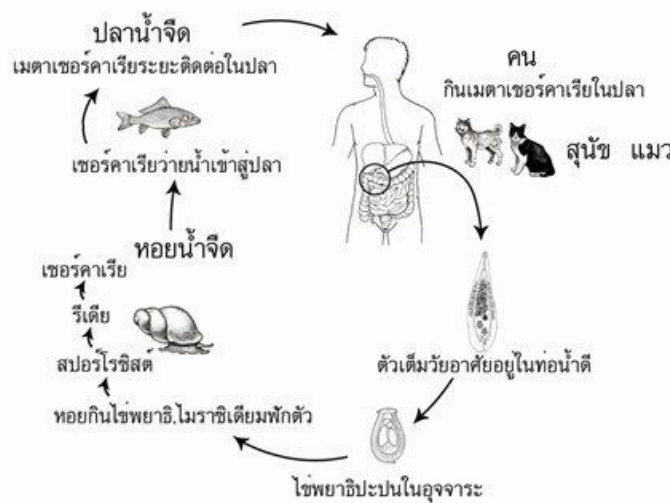 ปลาน้ำจืด
เมตาเซอร์คาเรียระยะติดต่อในปลา
คน
กินเมตาเซอร์คาเรียในปลา
สุนัข แมว
เซอร์คาเรียว่ายน้ำเข้าสู่ปลา
หอยน้ำจืด
เซอร์คาเรีย
รีเดีย
สปอร์โรซิสต์
หอยกินไข่พยาธิ,ไมราซิเดียมฟักตัว
ตัวเต็มวัยอาศัยอยู่ในท่อน้ำดี
ไข่พยาธิปะปนในอุจจาระ